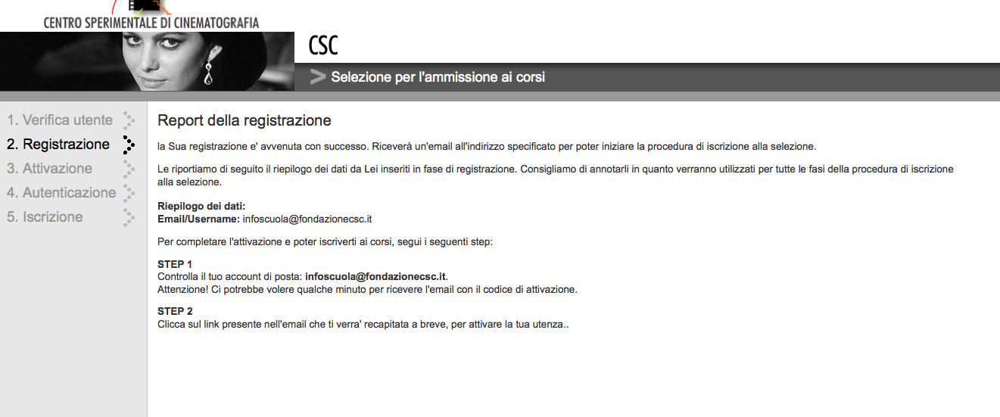 CENTRO SPERIMENTALE DI CINEMATOGRAFIA
CSC
> Selezione per l'ammissione ai corsi
1. Verifica utente
2. Registrazione
3. Attivazione
4. Autenticazione
5. Iscrizione
Report della registrazione
la Sua registrazione e' avvenuta con successo. Riceverà un'email all'indirizzo specificato per poter iniziare la procedura di iscrizione alla selezione.
Le riportiamo di seguito il riepilogo dei dati da Lei inseriti in fase di registrazione. Consigliamo di annotarli in quanto verranno utilizzati per tutte le fasi della procedura di iscrizione
alla selezione.
Riepilogo dei dati:
Email/Username: infoscuola@fondazionecsc.it
Per completare l'attivazione e poter iscriverti ai corsi, segui i seguenti step:
STEP 1
Controlla il tuo account di posta: infoscuola@fondazionecsc.it.
Attenzione! Ci potrebbe volere qualche minuto per ricevere l'email con il codice di attivazione.
STEP 2
Clicca sul link presente nell'email che ti verra' recapitata a breve, per attivare la tua utenza..